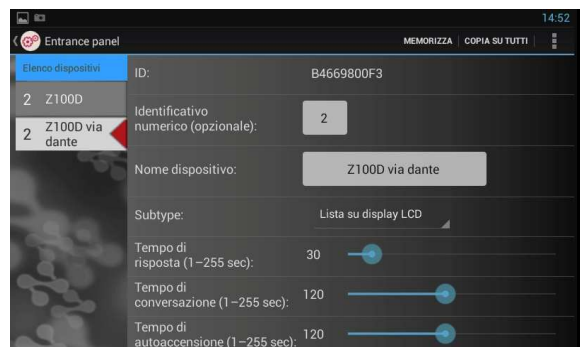 14:52
Entrance panel
MEMORIZZA
COPIA SU TUTTI
Elenco dispositivi
2 Z100D
2 Z100D via
dante
ID:
B4669800F3
Identificativo
numerico (opzionale):
2
Nome dispositivo:
Z100D via dante
Subtype:
Lista su display LCD
Tempo di
risposta (1–255 sec):
30
Tempo di
conversazione (1–255 sec):
120
Tempo di
autoaccensione (1–255 sec):
120